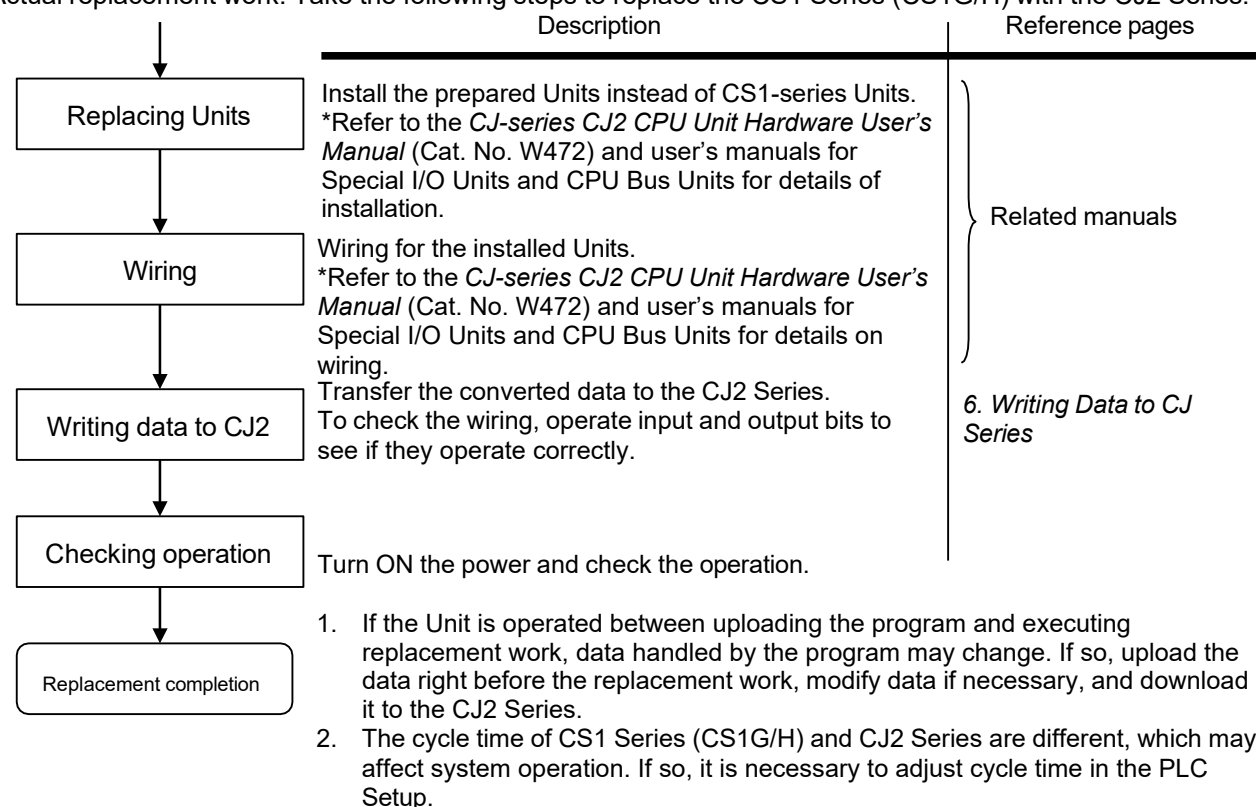 Actual replacement work. Take the following steps to replace the CS1 Series (CS1G/H) with the CJ2 Series.
Description
Reference pages
Replacing Units
Install the prepared Units instead of CS1-series Units.
*Refer to the CJ-series CJ2 CPU Unit Hardware User's
Manual (Cat. No. W472) and user's manuals for
Special I/O Units and CPU Bus Units for details of
installation.
Related manuals
Wiring
Wiring for the installed Units.
*Refer to the CJ-series CJ2 CPU Unit Hardware User's
Manual (Cat. No. W472) and user's manuals for
Special I/O Units and CPU Bus Units for details on
wiring.
Writing data to CJ2
Transfer the converted data to the CJ2 Series.
To check the wiring, operate input and output bits to
see if they operate correctly.
6. Writing Data to CJ
Series
Checking operation
Turn ON the power and check the operation.
Replacement completion
1. If the Unit is operated between uploading the program and executing
replacement work, data handled by the program may change. If so, upload the
data right before the replacement work, modify data if necessary, and download
it to the CJ2 Series.
2. The cycle time of CS1 Series (CS1G/H) and CJ2 Series are different, which may
affect system operation. If so, it is necessary to adjust cycle time in the PLC
Setup.